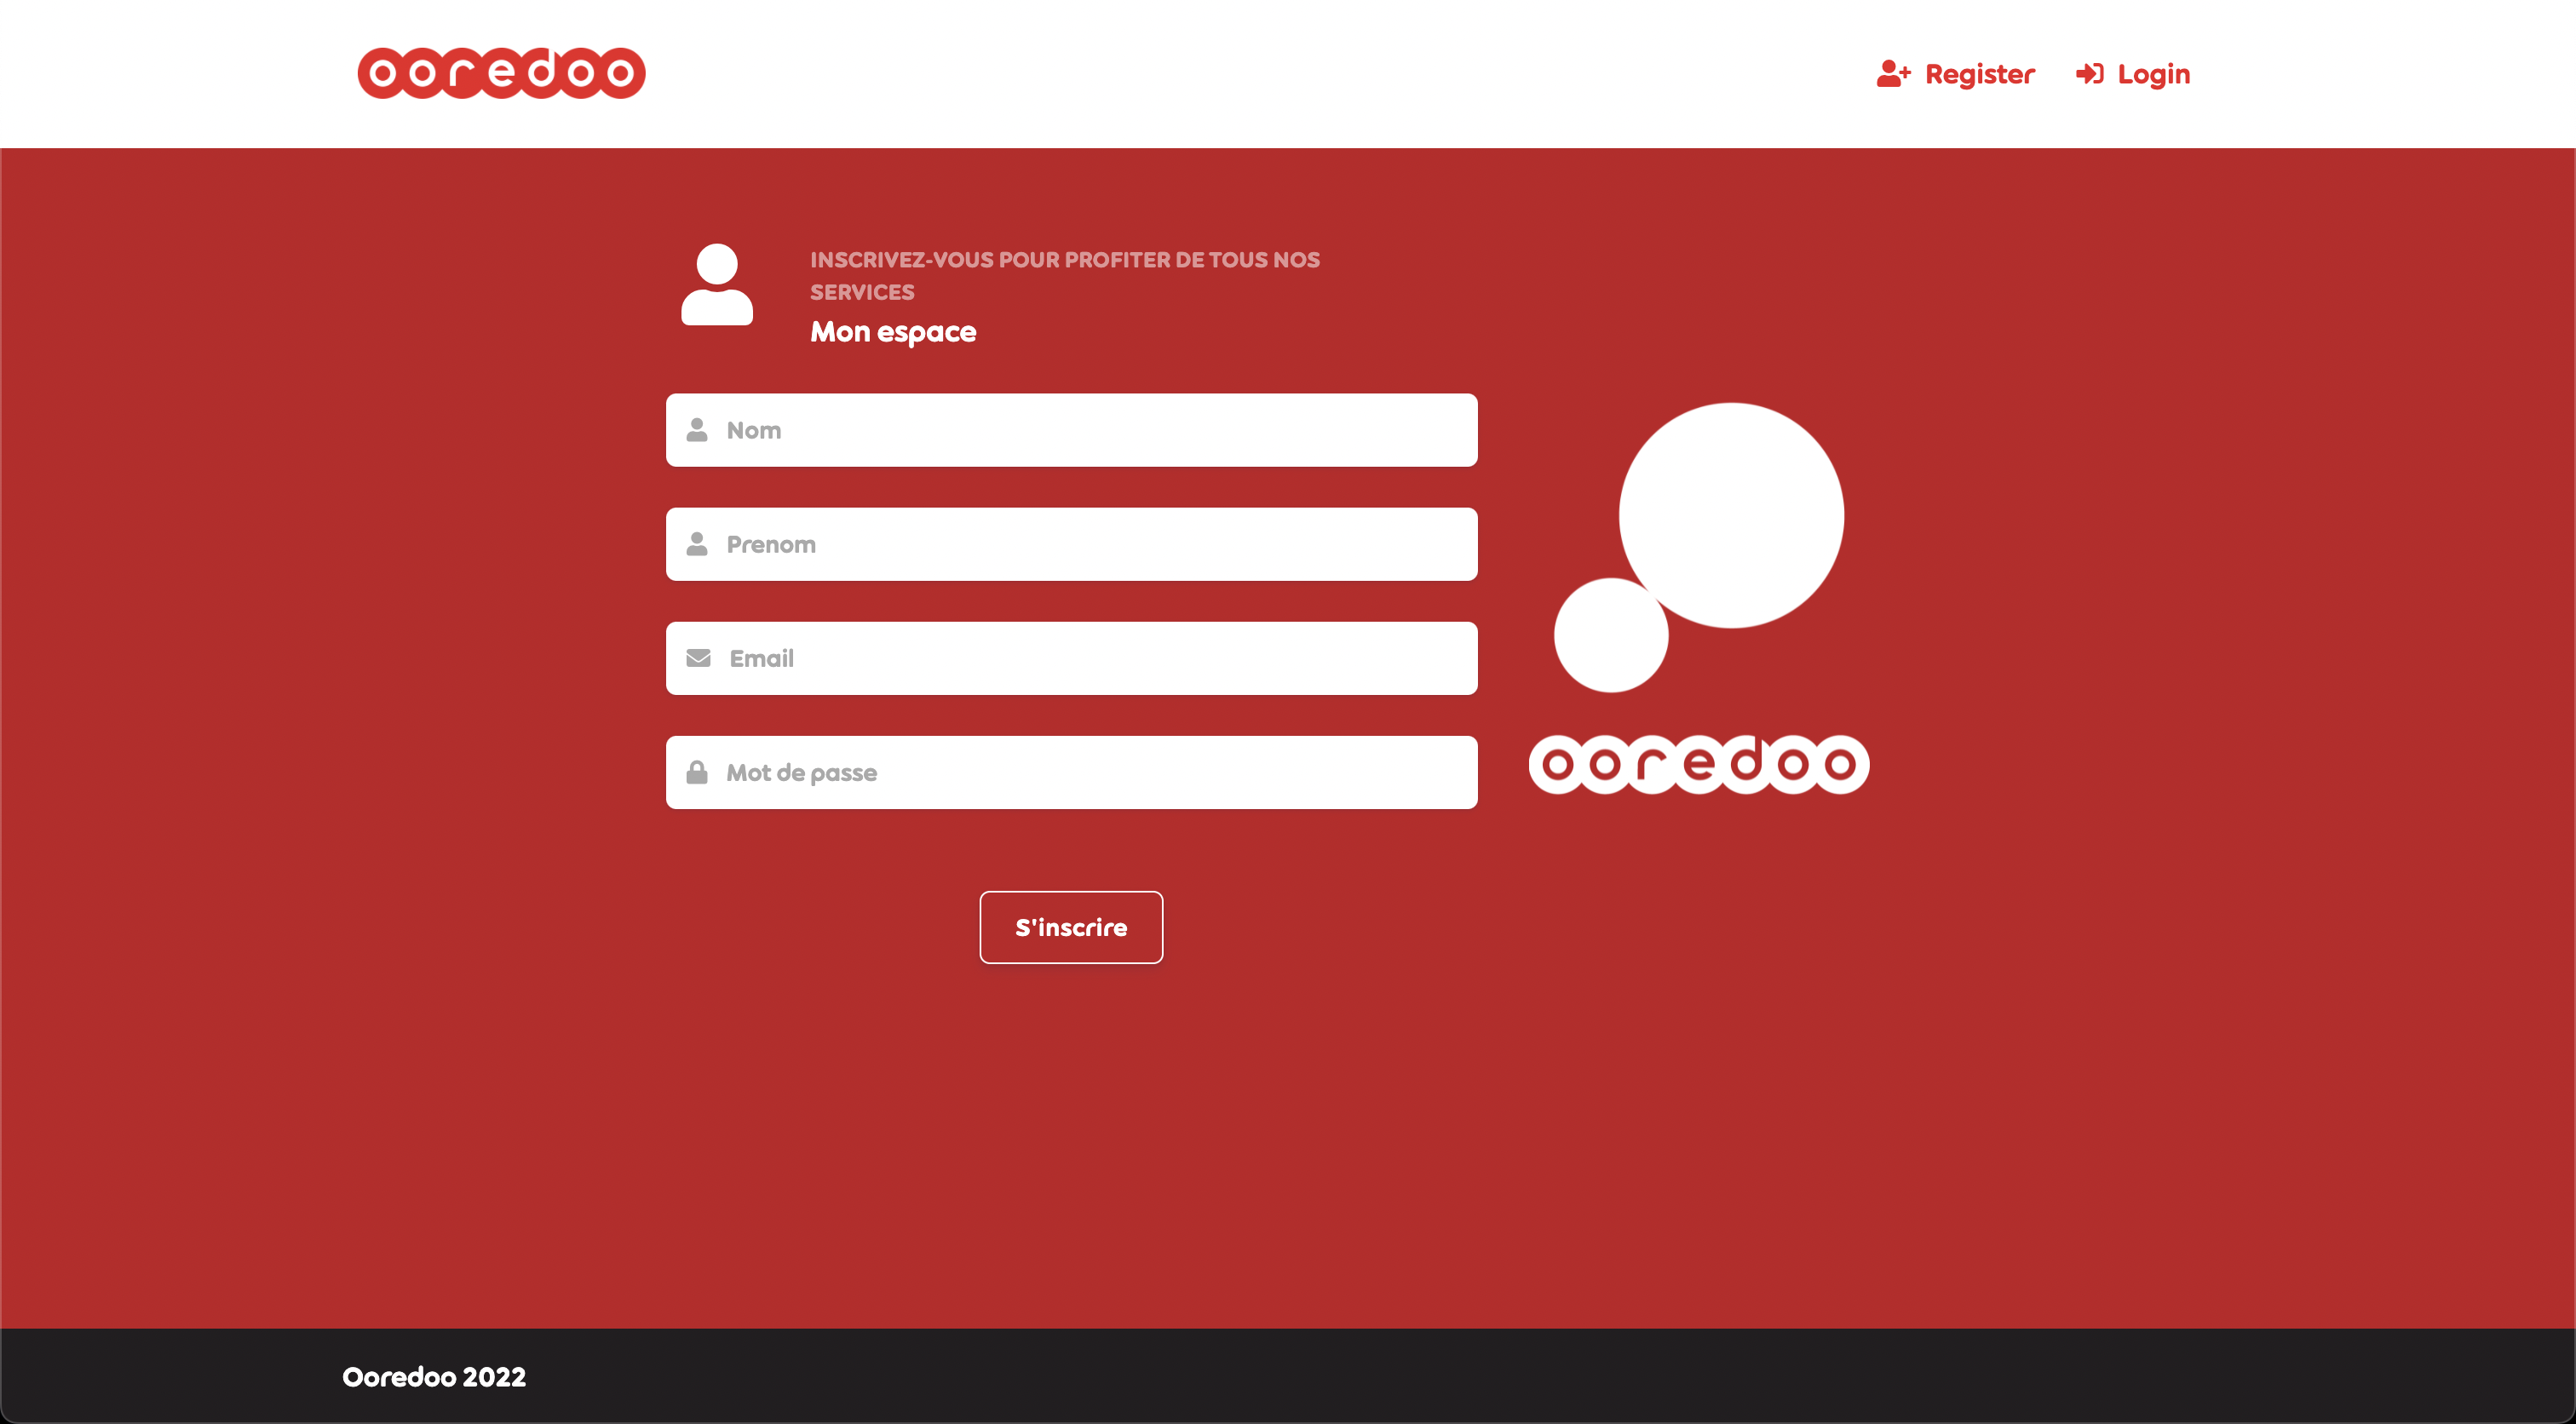 ooredoo
Register
Login
INSCRIVEZ-VOUS POUR PROFITER DE TOUS NOS
SERVICES
Mon espace
Nom
Prenom
Email
Mot de passe
ooredoo
S'inscrire
Ooredoo 2022